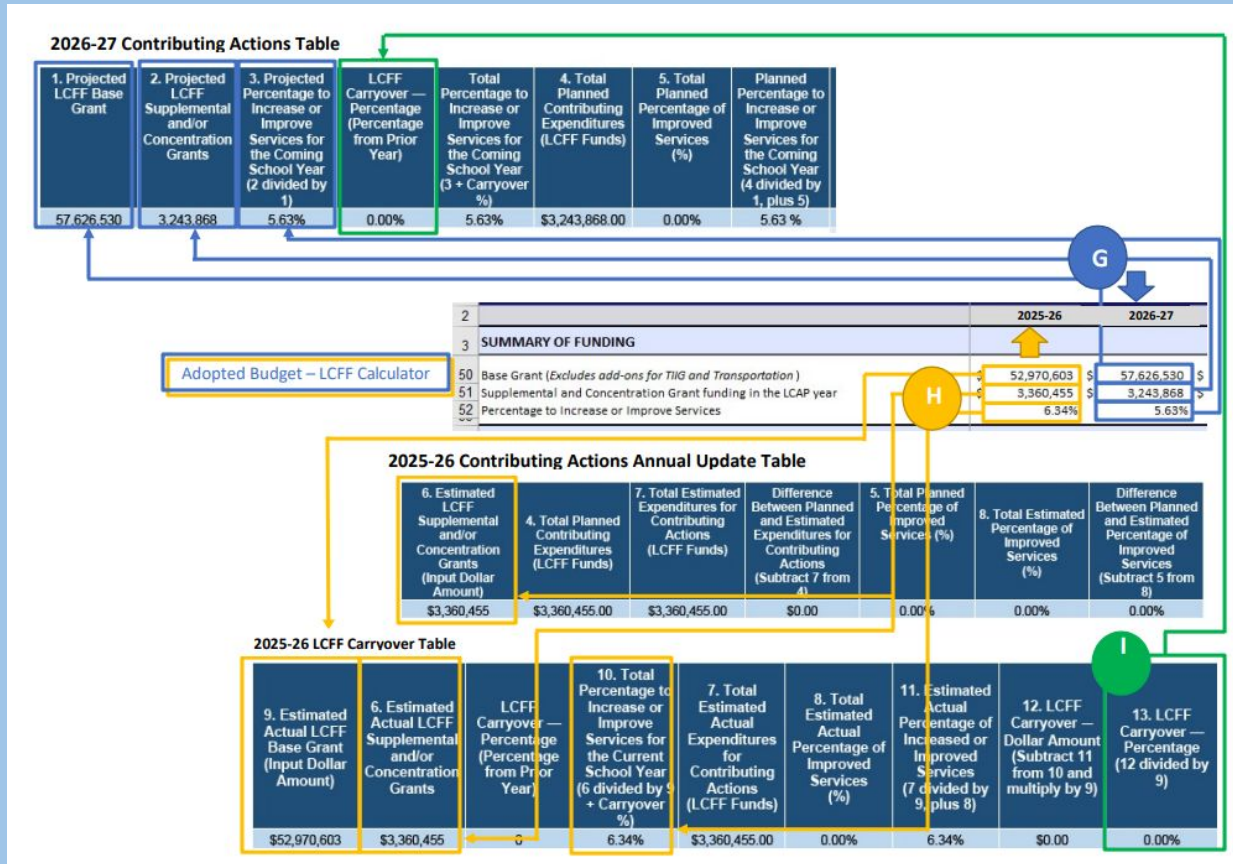 2026-27 Contributing Actions Table
1. Projected
LCFF Base
Grant
2. Projected
LCFF
Supplemental
and/or
Concentration
Grants
3. Projected
Percentage to
Increase or
Improve
Services for
the Coming
School Year
(2 divided by
1)
LCFF
Carryover —
Percentage
(Percentage
from Prior
Year)
Total
Percentage to
Increase or
Improve
Services for
the Coming
School Year
(3 + Carryover
%)
4. Total
Planned
Contributing
Expenditures
(LCFF Funds)
5. Total
Planned
Percentage of
Improved
Services
(%)
Planned
Percentage to
Increase or
Improve
Services for
the Coming
School Year
(4 divided by
1, plus 5)
57,626,530 3,243,868 5.63% 0.00% 5.63% $3,243,868.00 0.00% 5.63 %
G
2 2025-26 2026-27
3 SUMMARY OF FUNDING
Adopted Budget – LCFF Calculator
50 Base Grant (Excludes add-ons for TIIG and Transportation ) $ 52,970,603 $ 57,626,530 $
51 Supplemental and Concentration Grant funding in the LCAP year $ 3,360,455 $ 3,243,868 $
52 Percentage to Increase or Improve Services 6.34% 5.63%
H
2025-26 Contributing Actions Annual Update Table
6. Estimated
LCFF
Supplemental
and/or
Concentration
Grants
(Input Dollar
Amount)
4. Total Planned
Contributing
Expenditures
(LCFF Funds)
7. Total Estimated
Expenditures for
Contributing
Actions
(LCFF Funds)
Difference
Between Planned
and Estimated
Expenditures for
Contributing
Actions
(Subtract 7 from
4)
5. Total Planned
Percentage of
Improved
Services (%)
8. Total Estimated
Percentage of
Improved
Services
(%)
Difference
Between Planned
and Estimated
Percentage of
Improved
Services
(Subtract 5 from
8)
$3,360,455 $3,360,455.00 $3,360,455.00 $0.00 0.00% 0.00% 0.00%
2025-26 LCFF Carryover Table
I
9. Estimated
Actual LCFF
Base Grant
(Input Dollar
Amount)
6. Estimated
Actual LCFF
Supplemental
and/or
Concentration
Grants
LCFF
Carryover —
Percentage
(Percentage
from Prior
Year)
10. Total
Percentage to
Increase or
Improve
Services for
the Current
School Year
(6 divided by 9
+ Carryover
%)
7. Total
Estimated
Actual
Expenditures
for
Contributing
Actions
(LCFF Funds)
8. Total
Estimated
Actual
Percentage of
Improved
Services
(%)
11. Estimated
Actual
Percentage of
Increased or
Improved
Services
(7 divided by
9, plus 8)
12. LCFF
Carryover —
Dollar Amount
(Subtract 11
from 10 and
multiply by 9)
13. LCFF
Carryover —
Percentage
(12 divided by
9)
$52,970,603 $3,360,455 0 6.34% $3,360,455.00 0.00% 6.34% $0.00 0.00%